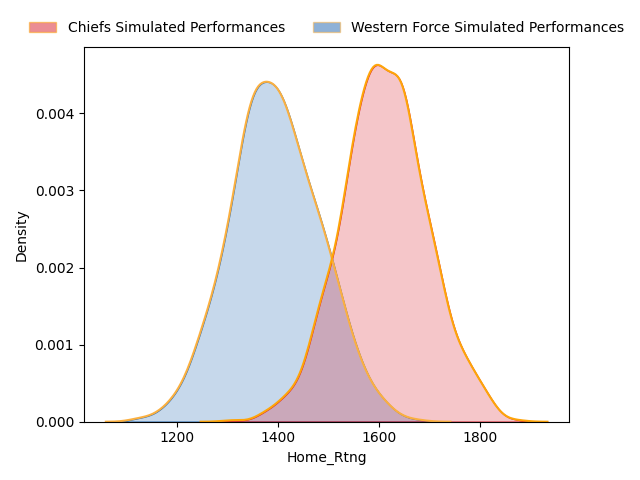 Chiefs Simulated Performances Western Force Simulated Performances
0.004
0.003
0.002
0.001
0.000
Density
1200 1400 1600 1800
Home_Rtng